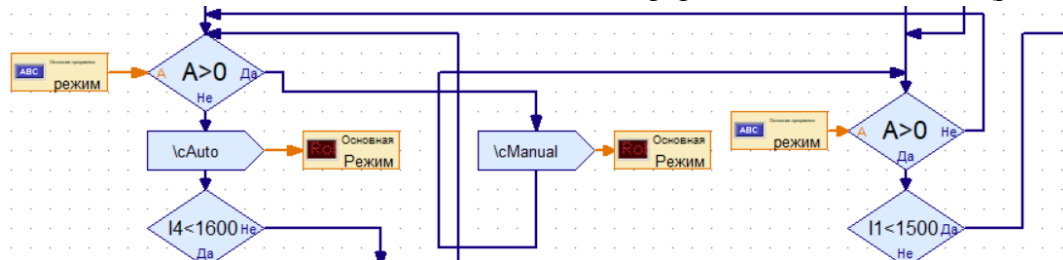 ABC
режим
A
A>0
Да
Не
\cAuto
Основная
Режим
I4<1600
Не
Да
\cManual
Основная
Режим
ABC
режим
A
A>0
Не
Да
I1<1500
Да
Не